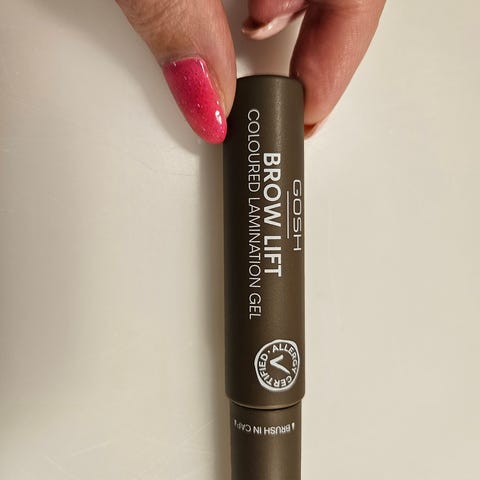 GOSH
BROW LIFT
COLOURED LAMINATION GEL
ALLERGY CERTIFIED
BRUSH IN CAP